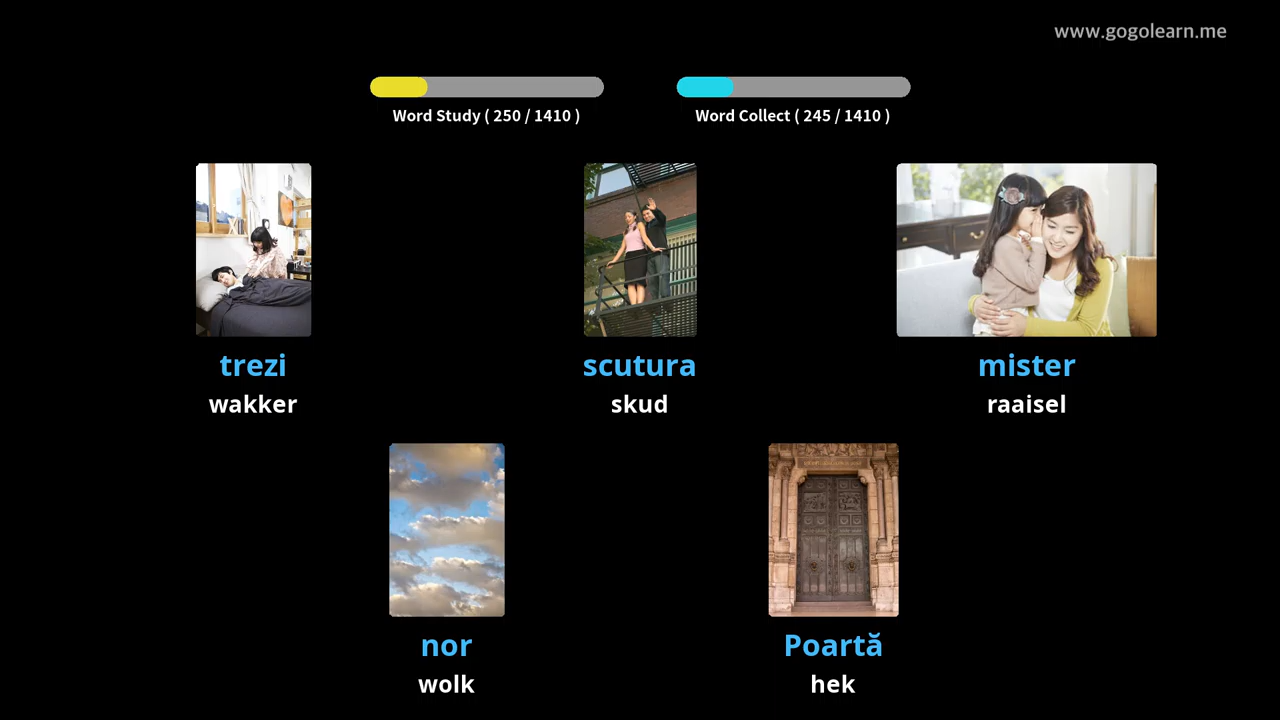 www.gogolearn.me
Word Study ( 250 / 1410 )
Word Collect ( 245 / 1410 )
trezi
wakker
scutura
skud
mister
raaisel
nor
wolk
Poartă
hek